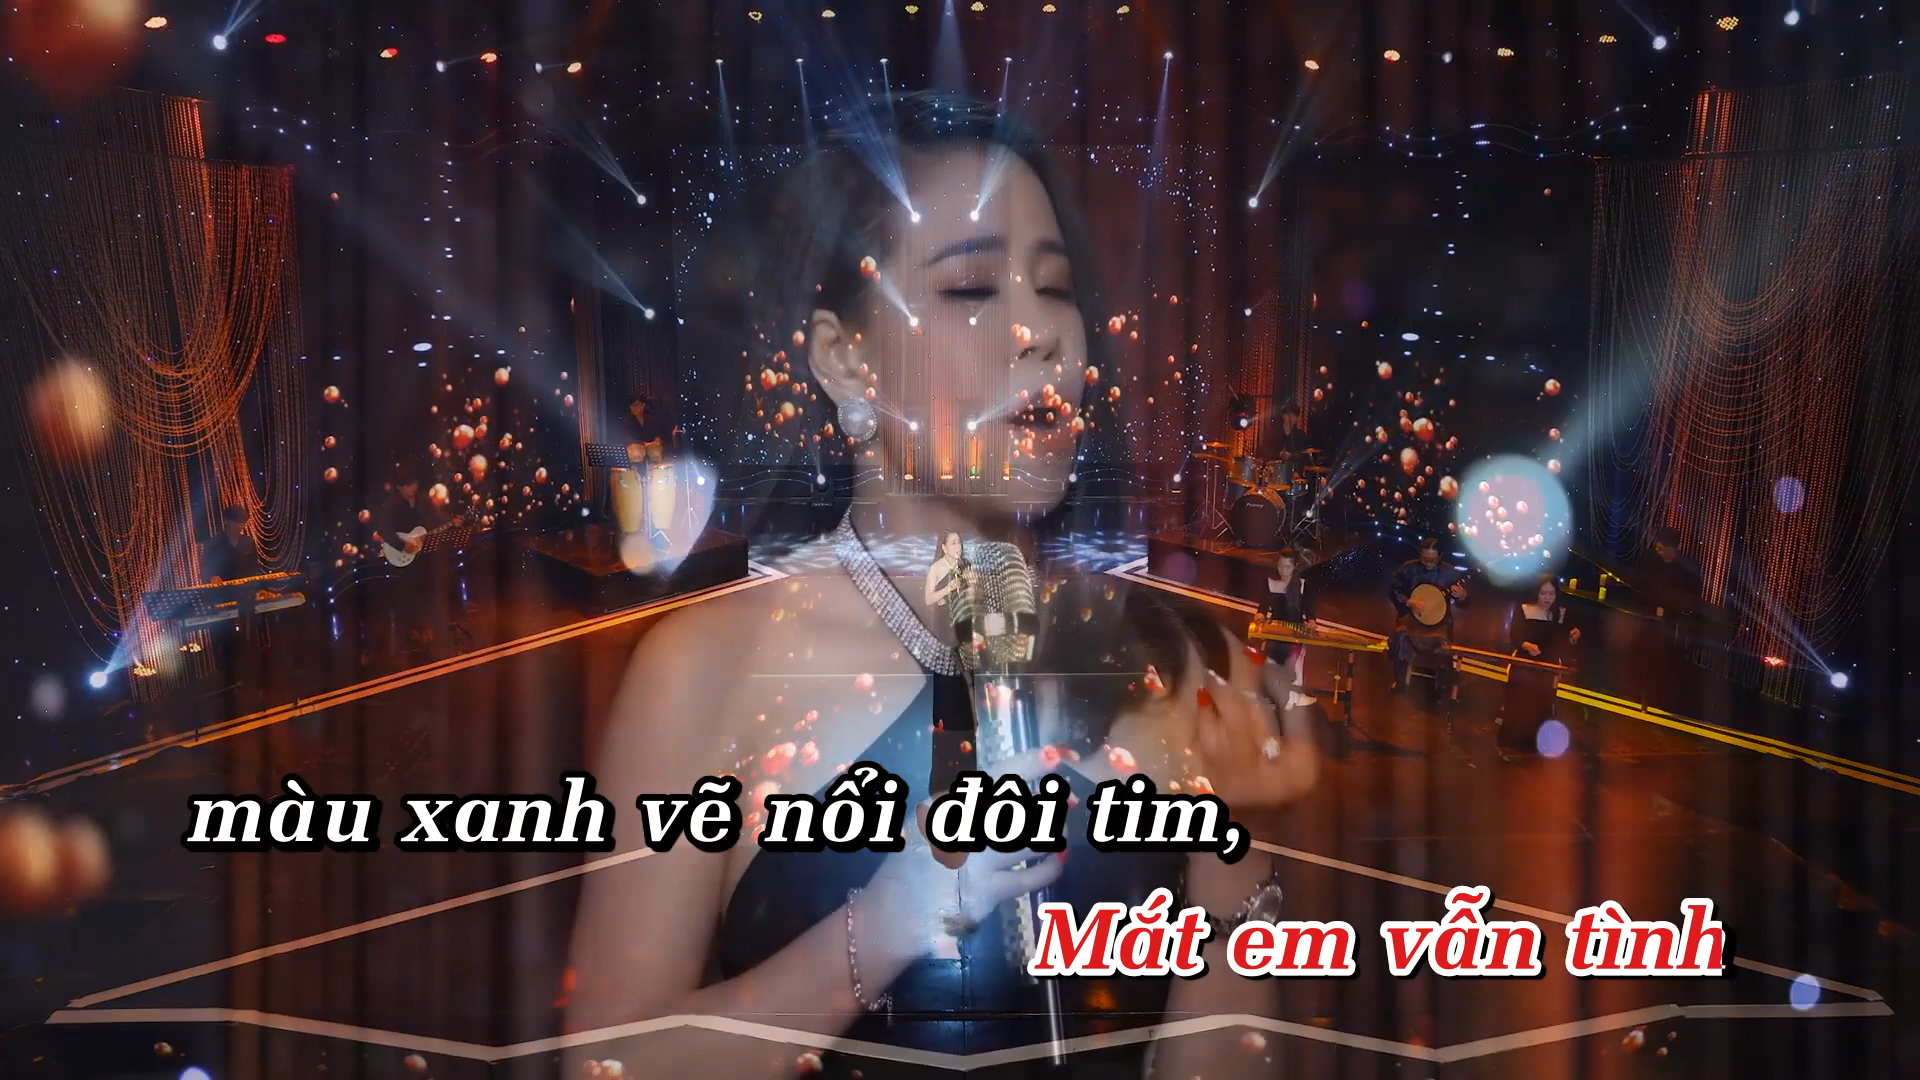 màu xanh vẽ nổi đôi tim,
Mắt em vẫn tình